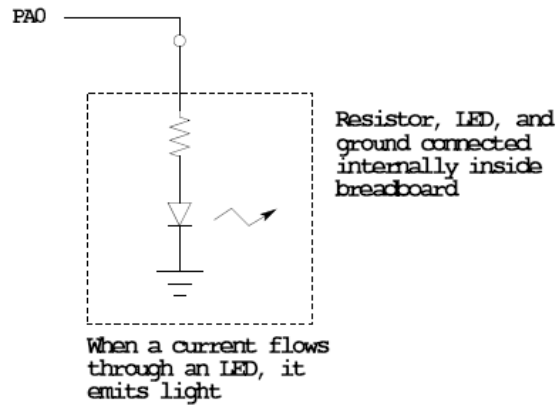 PA0
Resistor, LED, and
ground connected
internally inside
breadboard
When a current flows
through an LED, it
emits light